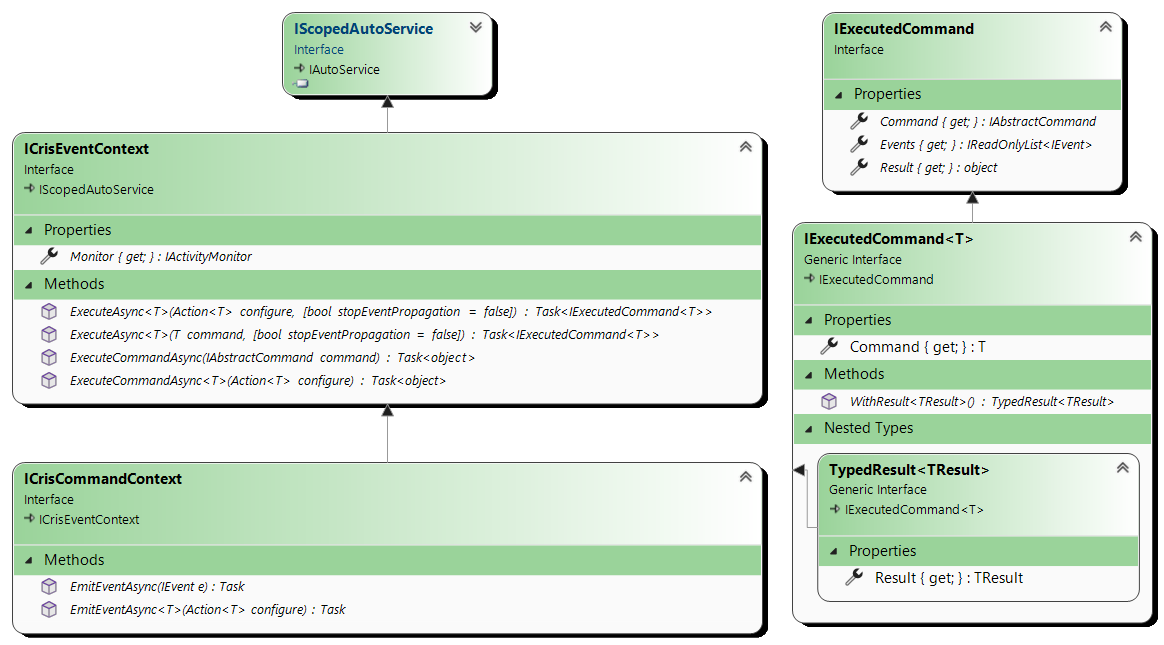 IScopedAutoService
Interface
IAutoService
ICrisEventContext
Interface
IScopedAutoService
Properties
Monitor { get; } : IActivityMonitor
Methods
ExecuteAsync<T>(Action<T> configure, [bool stopEventPropagation = false]) : Task<IExecutedCommand<T>>
ExecuteAsync<T>(T command, [bool stopEventPropagation = false]) : Task<IExecutedCommand<T>>
ExecuteCommandAsync(IAbstractCommand command) : Task<object>
ExecuteCommandAsync<T>(Action<T> configure) : Task<object>
ICrisCommandContext
Interface
ICrisEventContext
Methods
EmitEventAsync(IEvent e) : Task
EmitEventAsync<T>(Action<T> configure) : Task
IExecutedCommand
Interface
Properties
Command { get; } : IAbstractCommand
Events { get; } : IReadOnlyList<IEvent>
Result { get; } : object
IExecutedCommand<T>
Generic Interface
IExecutedCommand
Properties
Command { get; } : T
Methods
WithResult<TResult>() : TypedResult<TResult>
Nested Types
TypedResult<TResult>
Generic Interface
IExecutedCommand<T>
Properties
Result { get; } : TResult